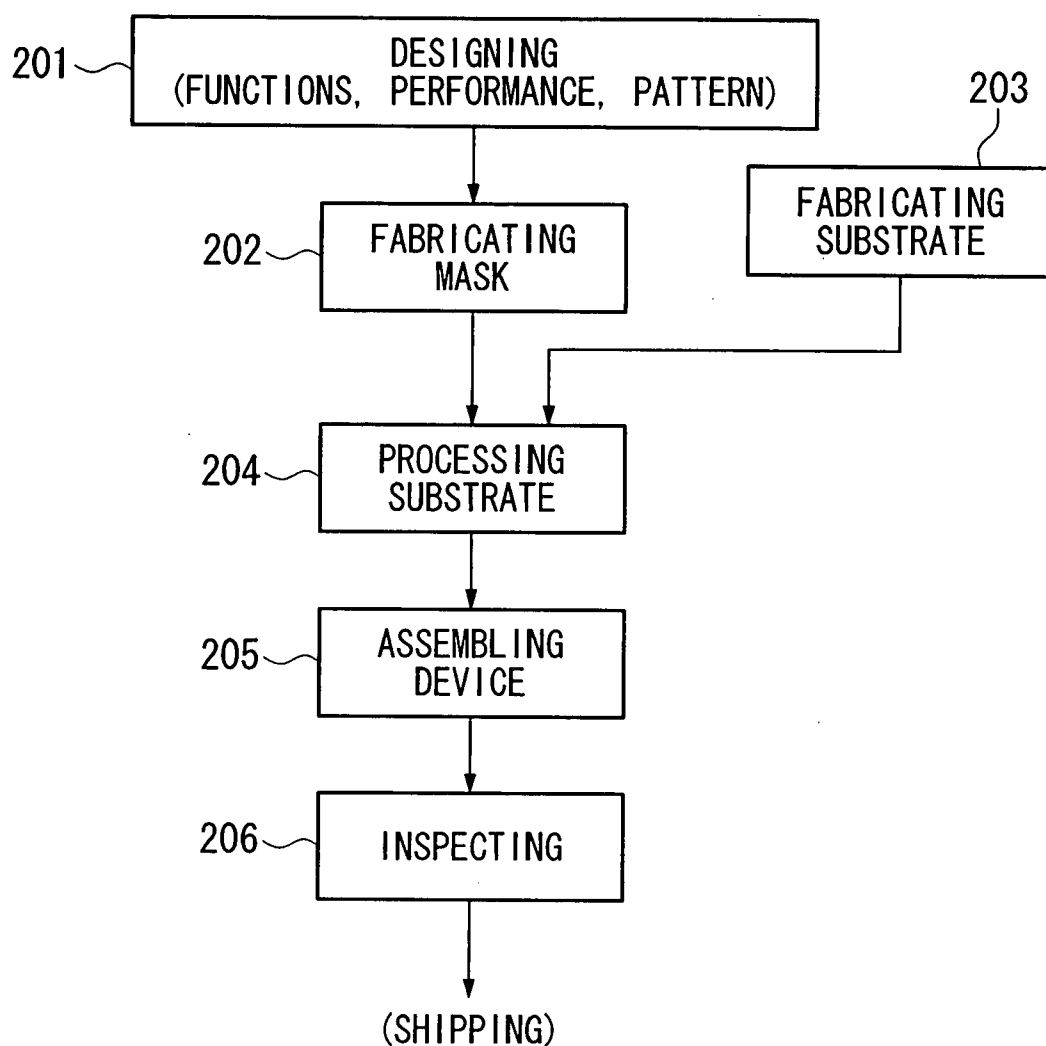 201
DESIGNING
(FUNCTIONS, PERFORMANCE, PATTERN)
203
FABRICATING
SUBSTRATE
202
FABRICATING
MASK
204
PROCESSING
SUBSTRATE
205
ASSEMBLING
DEVICE
206
INSPECTING
(SHIPPING)